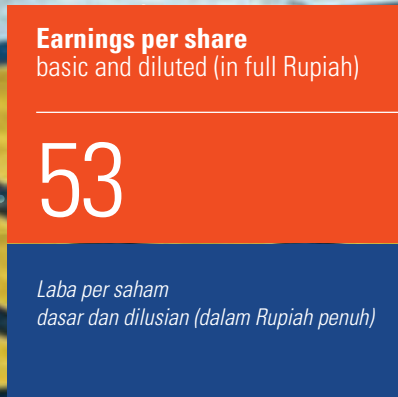 Earnings per share
basic and diluted (in full Rupiah)
53
Laba per saham
dasar dan dilusian (dalam Rupiah penuh)